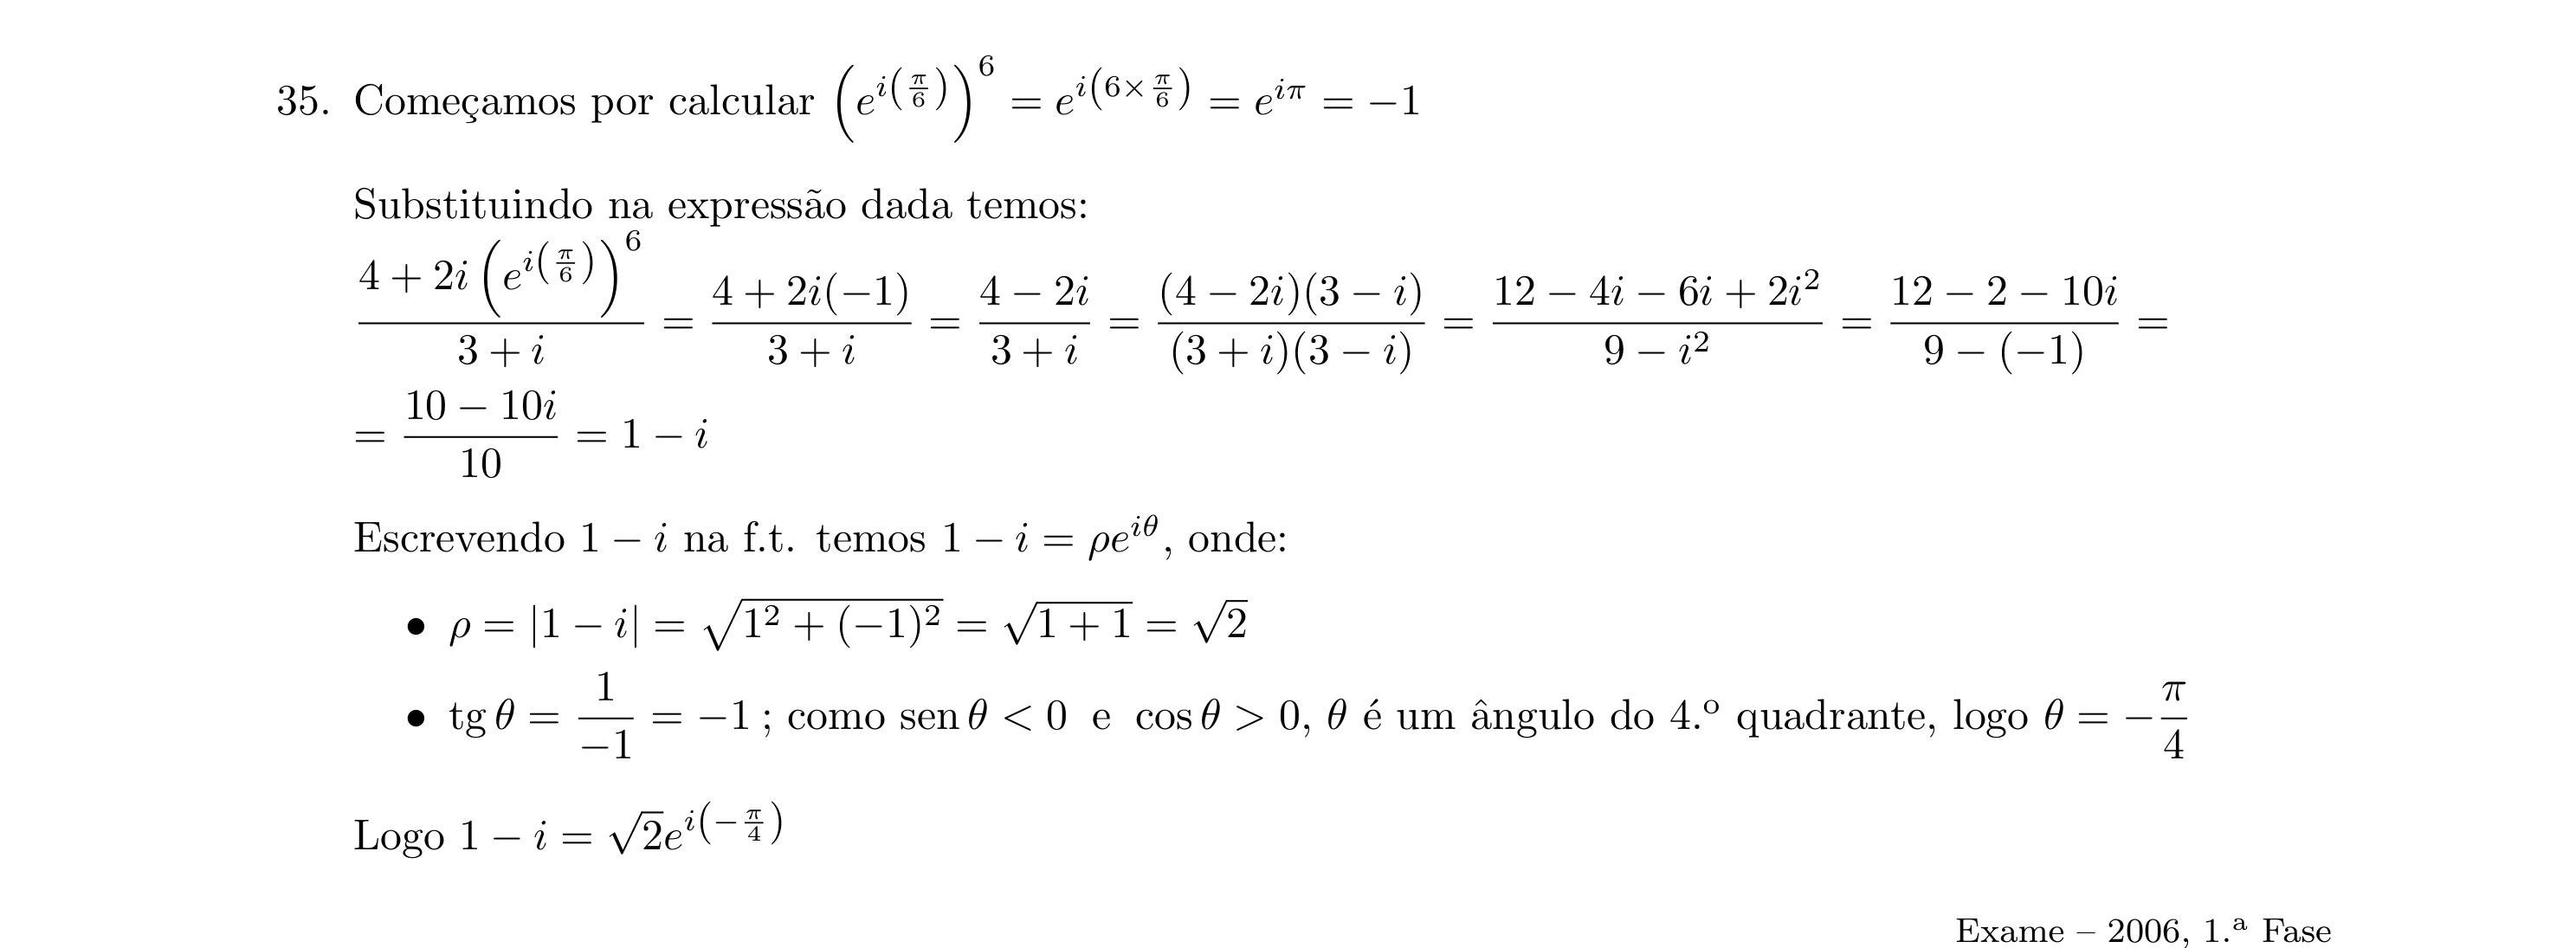 35. Começamos por calcular $\left(e^{i\left(\frac{\pi}{6}\right)}\right)^6 = e^{i\left(6\times\frac{\pi}{6}\right)} = e^{i\pi} = -1$
Substituindo na expressão dada temos:
$\frac{4+2i\left(e^{i\left(\frac{\pi}{6}\right)}\right)^6}{3+i} = \frac{4+2i(-1)}{3+i} = \frac{4-2i}{3+i} = \frac{(4-2i)(3-i)}{(3+i)(3-i)} = \frac{12-4i-6i+2i^2}{9-i^2} = \frac{12-2-10i}{9-(-1)} =$
$= \frac{10-10i}{10} = 1-i$
Escrevendo $1-i$ na f.t. temos $1-i = \rho e^{i\theta}$, onde:
• $\rho = |1-i| = \sqrt{1^2+(-1)^2} = \sqrt{1+1} = \sqrt{2}$
• $\operatorname{tg}\theta = \frac{1}{-1} = -1$ ; como $\operatorname{sen}\theta < 0$ e $\cos\theta > 0$, $\theta$ é um ângulo do 4.º quadrante, logo $\theta = -\frac{\pi}{4}$
Logo $1-i = \sqrt{2}e^{i\left(-\frac{\pi}{4}\right)}$
Exame – 2006, 1.ª Fase